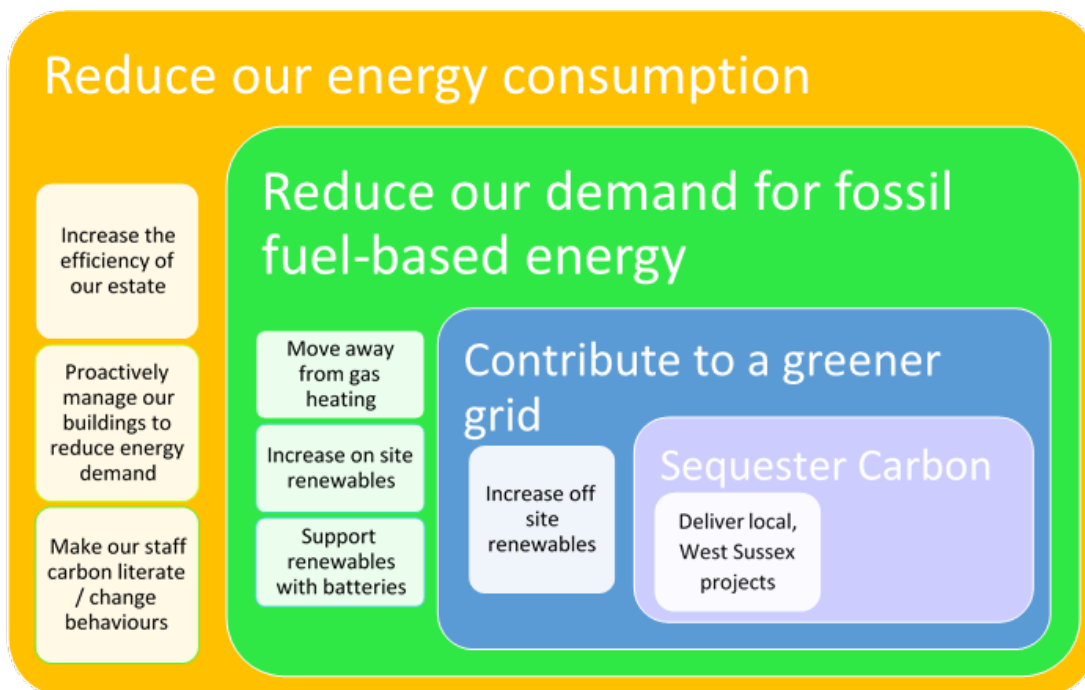 Reduce our energy consumption
Increase the
efficiency of
our estate
Proactively
manage our
buildings to
reduce energy
demand
Make our staff
carbon literate
/ change
behaviours
Reduce our demand for fossil
fuel-based energy
Move away
from gas
heating
Increase on site
renewables
Support
renewables
with batteries
Contribute to a greener
grid
Increase off
site
renewables
Sequester Carbon
Deliver local,
West Sussex
projects